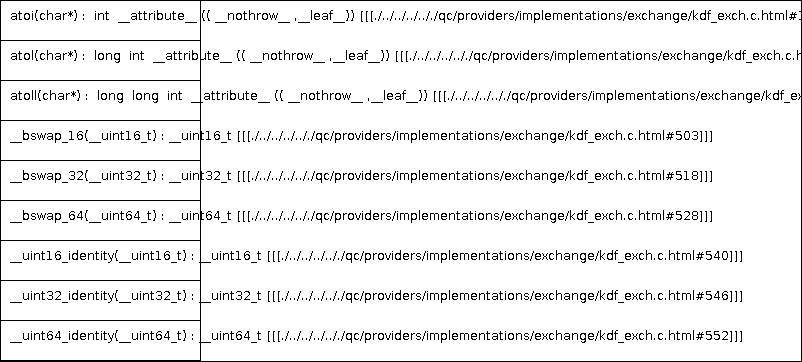 atoi(char*) : int __attribute__ (( __nothrow__ ,__leaf__)) [[[./../../../../qc/providers/implementations/exchange/kdf_exch.c.html#
atol(char*) : long int __attribute__ (( __nothrow__ ,__leaf__)) [[[./../../../../qc/providers/implementations/exchange/kdf_exch.c.h
atoll(char*) : long long int __attribute__ (( __nothrow__ ,__leaf__)) [[[./../../../../qc/providers/implementations/exchange/kdf_ex
__bswap_16(__uint16_t) : __uint16_t [[[./../../../../qc/providers/implementations/exchange/kdf_exch.c.html#503]]]
__bswap_32(__uint32_t) : __uint32_t [[[./../../../../qc/providers/implementations/exchange/kdf_exch.c.html#518]]]
__bswap_64(__uint64_t) : __uint64_t [[[./../../../../qc/providers/implementations/exchange/kdf_exch.c.html#528]]]
__uint16_identity(__uint16_t) : __uint16_t [[[./../../../../qc/providers/implementations/exchange/kdf_exch.c.html#540]]]
__uint32_identity(__uint32_t) : __uint32_t [[[./../../../../qc/providers/implementations/exchange/kdf_exch.c.html#546]]]
__uint64_identity(__uint64_t) : __uint64_t [[[./../../../../qc/providers/implementations/exchange/kdf_exch.c.html#552]]]